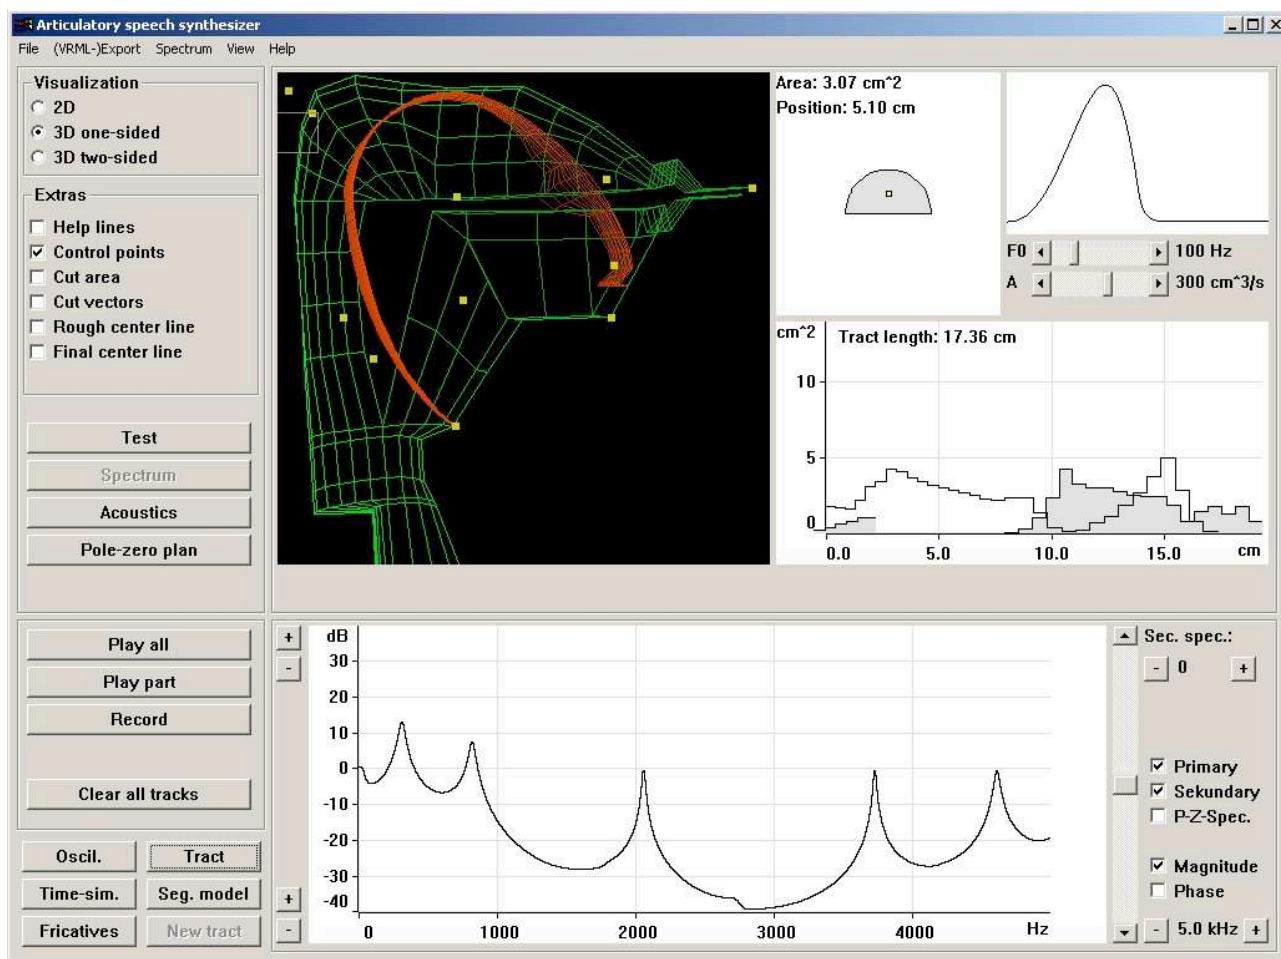 Articulatory speech synthesizer
File (VRML-)Export Spectrum View Help
Visualization
2D
3D one-sided
3D two-sided
Extras
Help lines
Control points
Cut area
Cut vectors
Rough center line
Final center line
Test
Spectrum
Acoustics
Pole-zero plan
Area: 3.07 cm^2
Position: 5.10 cm
F0 100 Hz
A 300 cm^3/s
cm^2 Tract length: 17.36 cm
10
5
0
0.0 5.0 10.0 15.0 cm
Play all
Play part
Record
Clear all tracks
Oscil. Tract
Time-sim. Seg. model
Fricatives New tract
+
-
+
-
dB
30
20
10
0
-10
-20
-30
-40
0 1000 2000 3000 4000 Hz
Sec. spec.:
- 0 +
Primary
Sekundary
P-Z-Spec.
Magnitude
Phase
- 5.0 kHz +